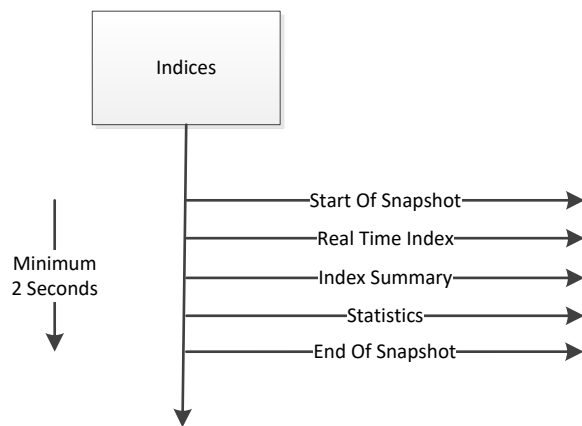 Indices
Start Of Snapshot
Real Time Index
Minimum
2 Seconds
Index Summary
Statistics
End Of Snapshot